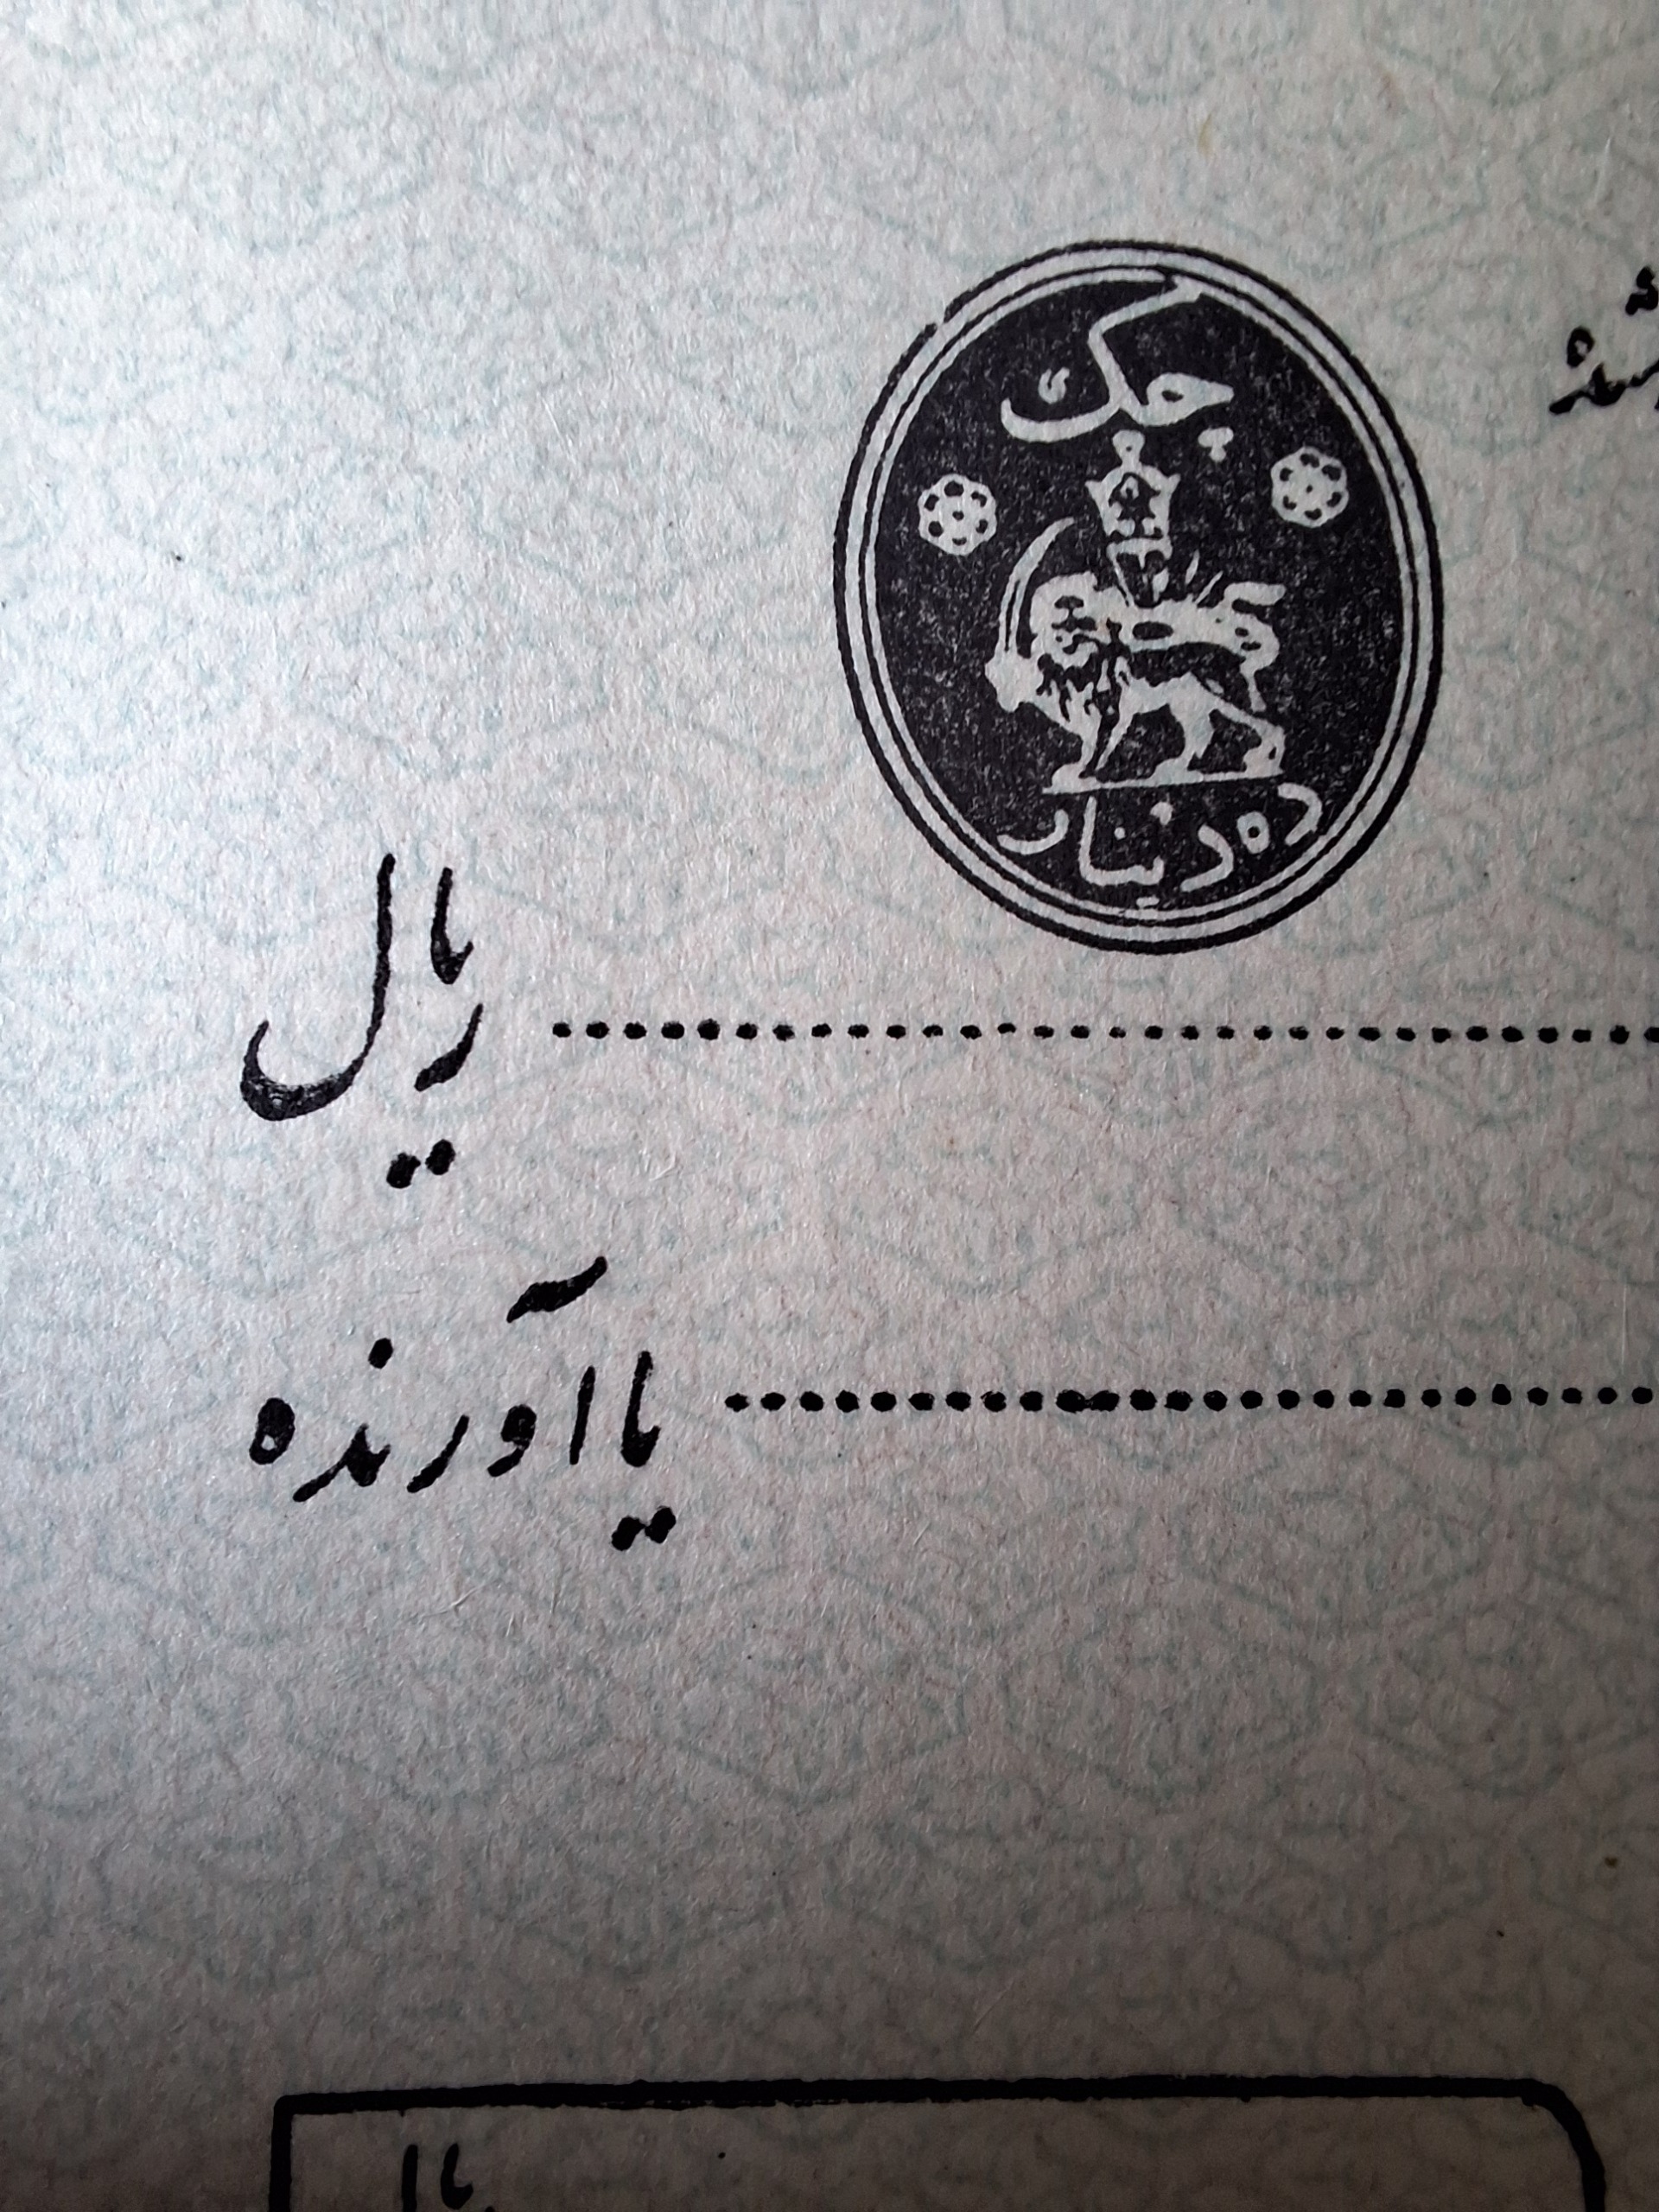 چک
ده دینار
ریال
یا آورنده